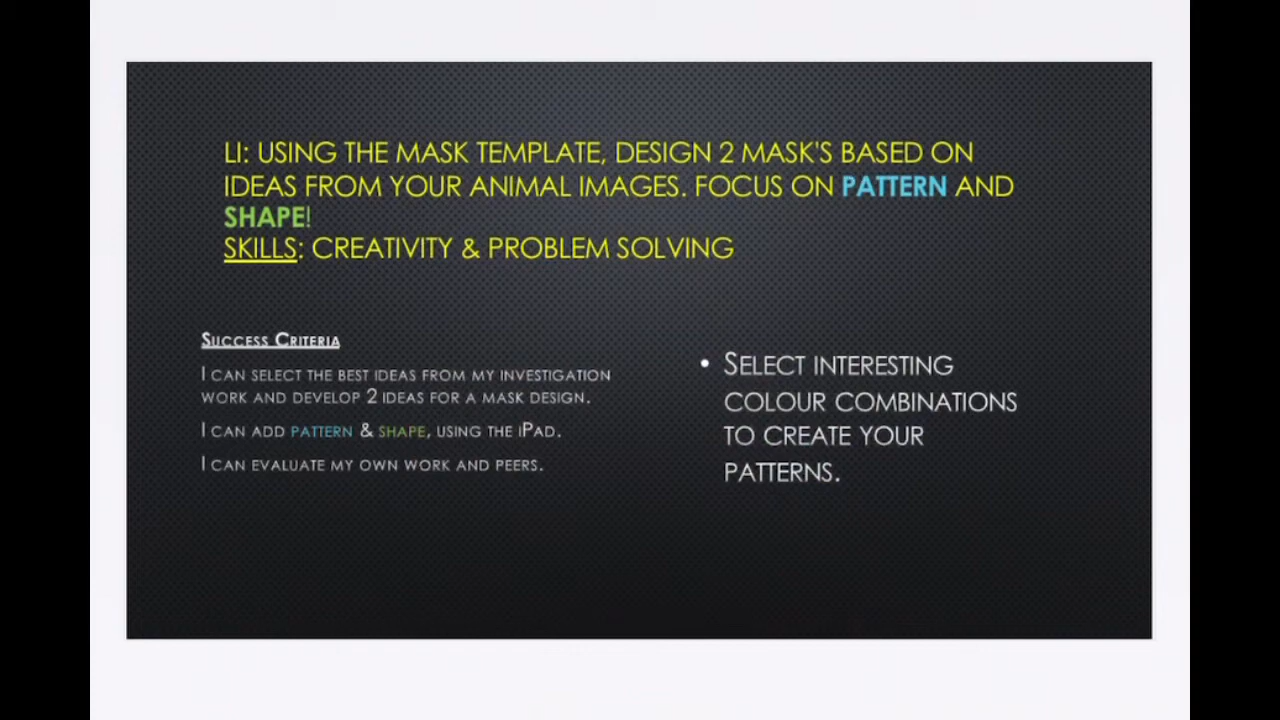 LI: USING THE MASK TEMPLATE, DESIGN 2 MASK'S BASED ON
IDEAS FROM YOUR ANIMAL IMAGES. FOCUS ON PATTERN AND
SHAPE!
SKILLS: CREATIVITY & PROBLEM SOLVING
SUCCESS CRITERIA
I CAN SELECT THE BEST IDEAS FROM MY INVESTIGATION
WORK AND DEVELOP 2 IDEAS FOR A MASK DESIGN.
I CAN ADD PATTERN & SHAPE, USING THE IPAD.
I CAN EVALUATE MY OWN WORK AND PEERS.
• SELECT INTERESTING
COLOUR COMBINATIONS
TO CREATE YOUR
PATTERNS.